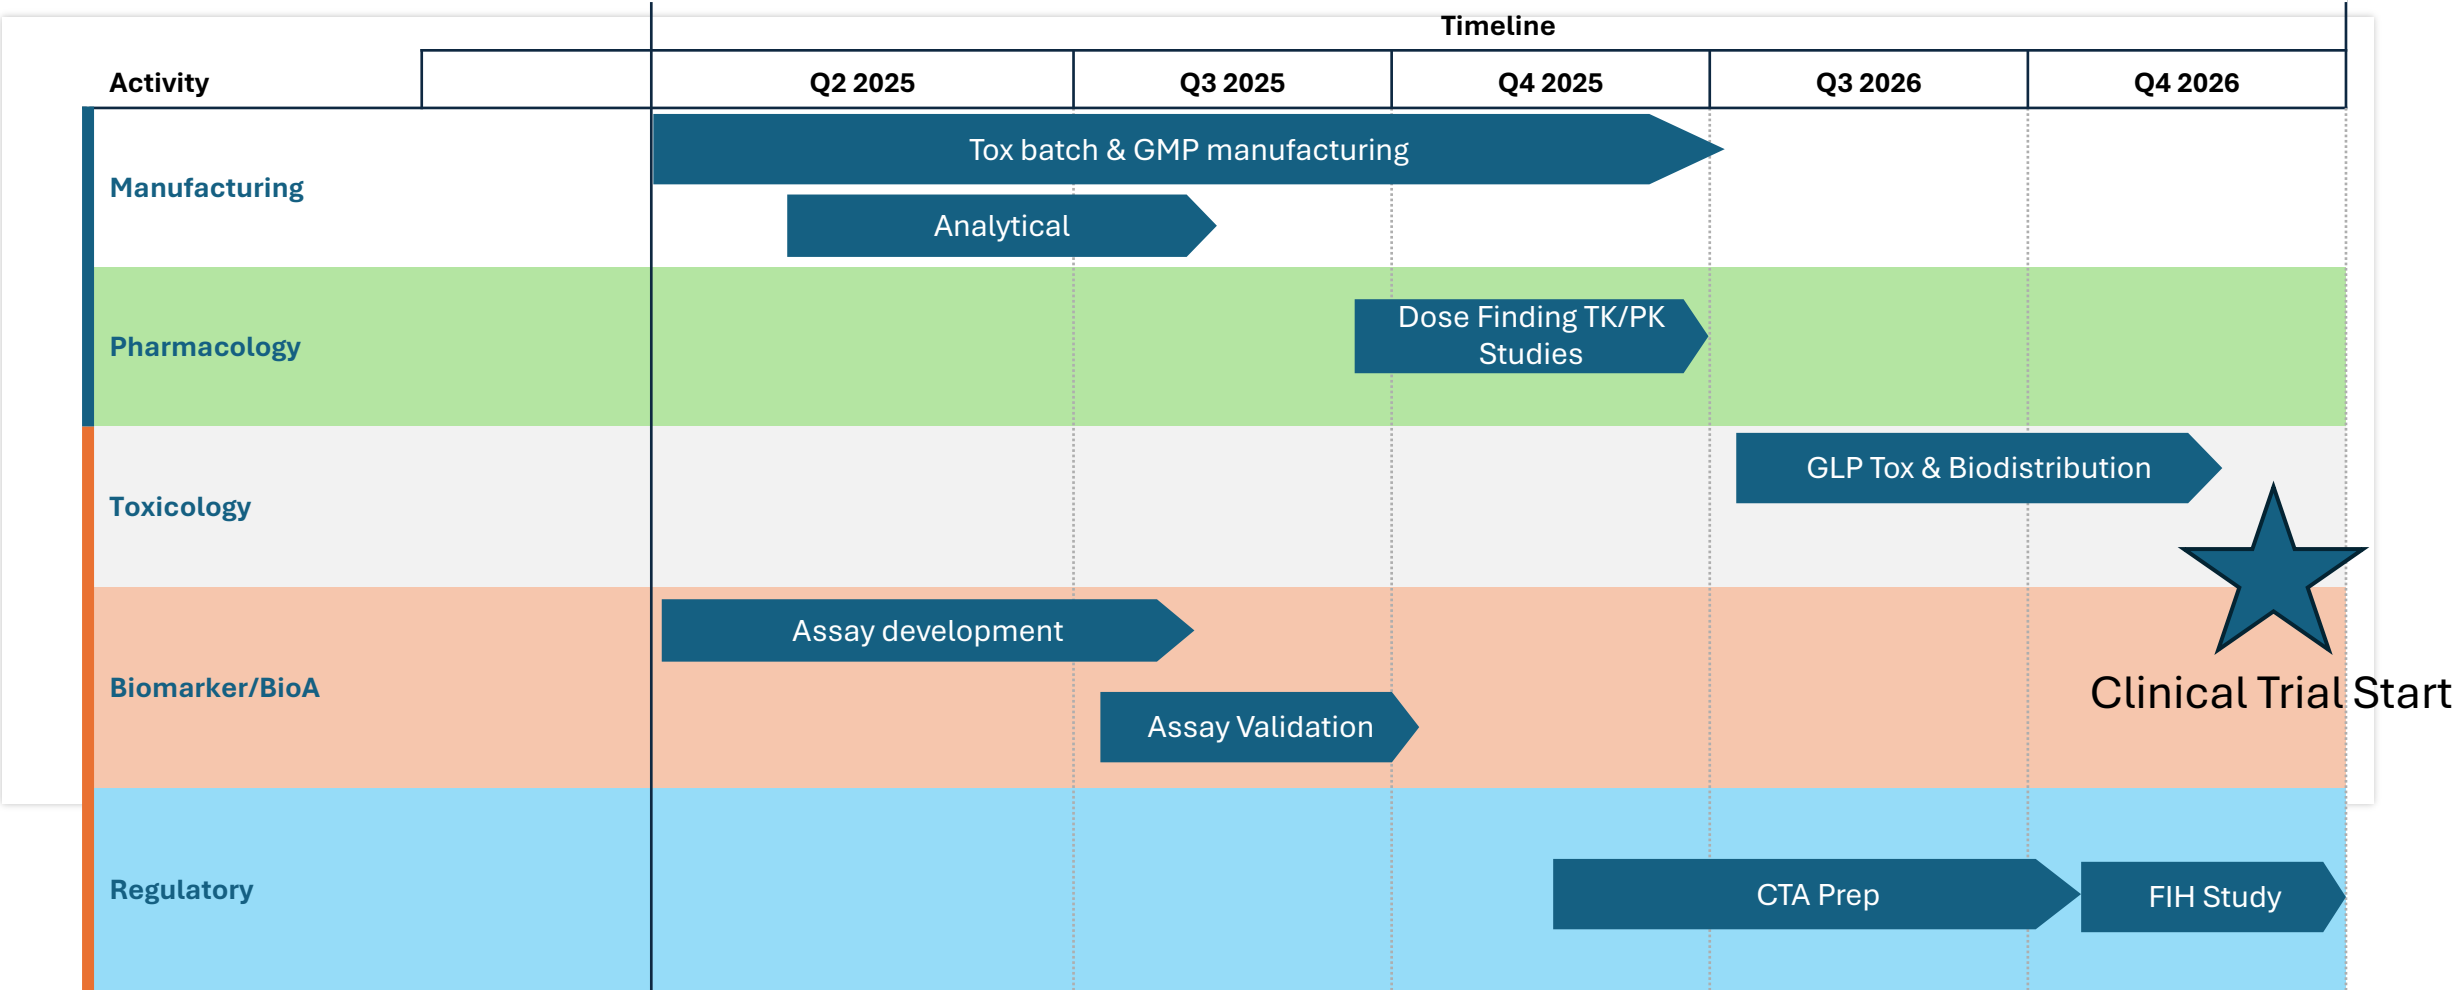 Timeline
Activity
Q2 2025
Q3 2025
Q4 2025
Q3 2026
Q4 2026
Manufacturing
Tox batch & GMP manufacturing
Analytical
Pharmacology
Dose Finding TK/PK
Studies
Toxicology
GLP Tox & Biodistribution
Biomarker/BioA
Assay development
Assay Validation
Clinical Trial Start
Regulatory
CTA Prep
FIH Study